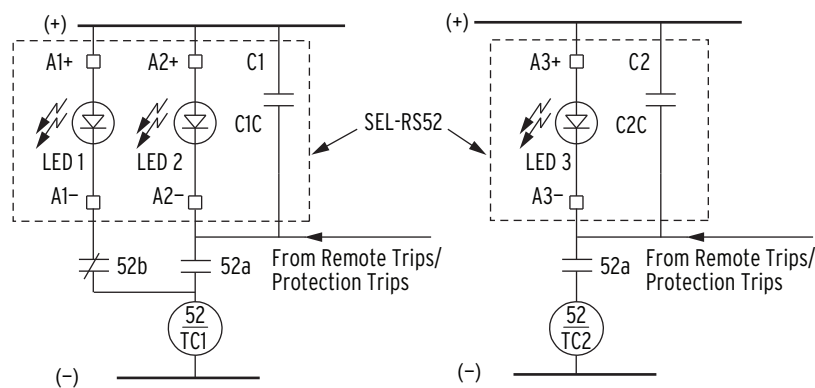 (+)
(+)
A1+
A2+
C1
A3+
C2
C1C
SEL-RS52
C2C
LED 1
LED 2
LED 3
A1–
A2–
A3–
52b
52a
From Remote Trips/
Protection Trips
52a
From Remote Trips/
Protection Trips
52
TC1
52
TC2
(–)
(–)